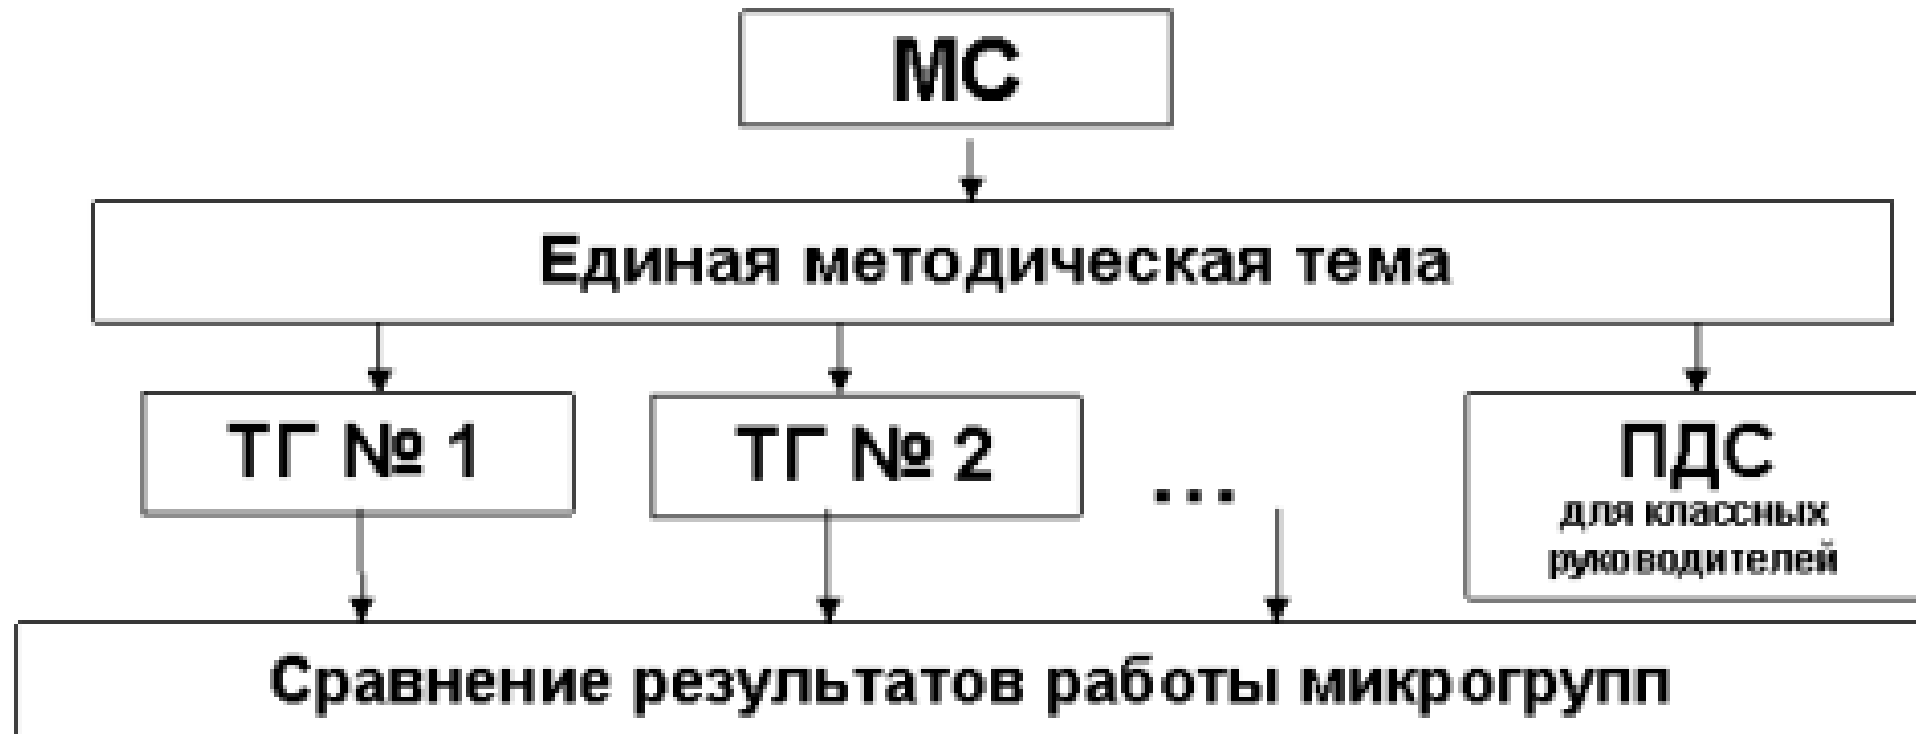 МС
Единая методическая тема
ТГ № 1
ТГ № 2
...
ПДС
для классных
руководителей
Сравнение результатов работы микрогрупп